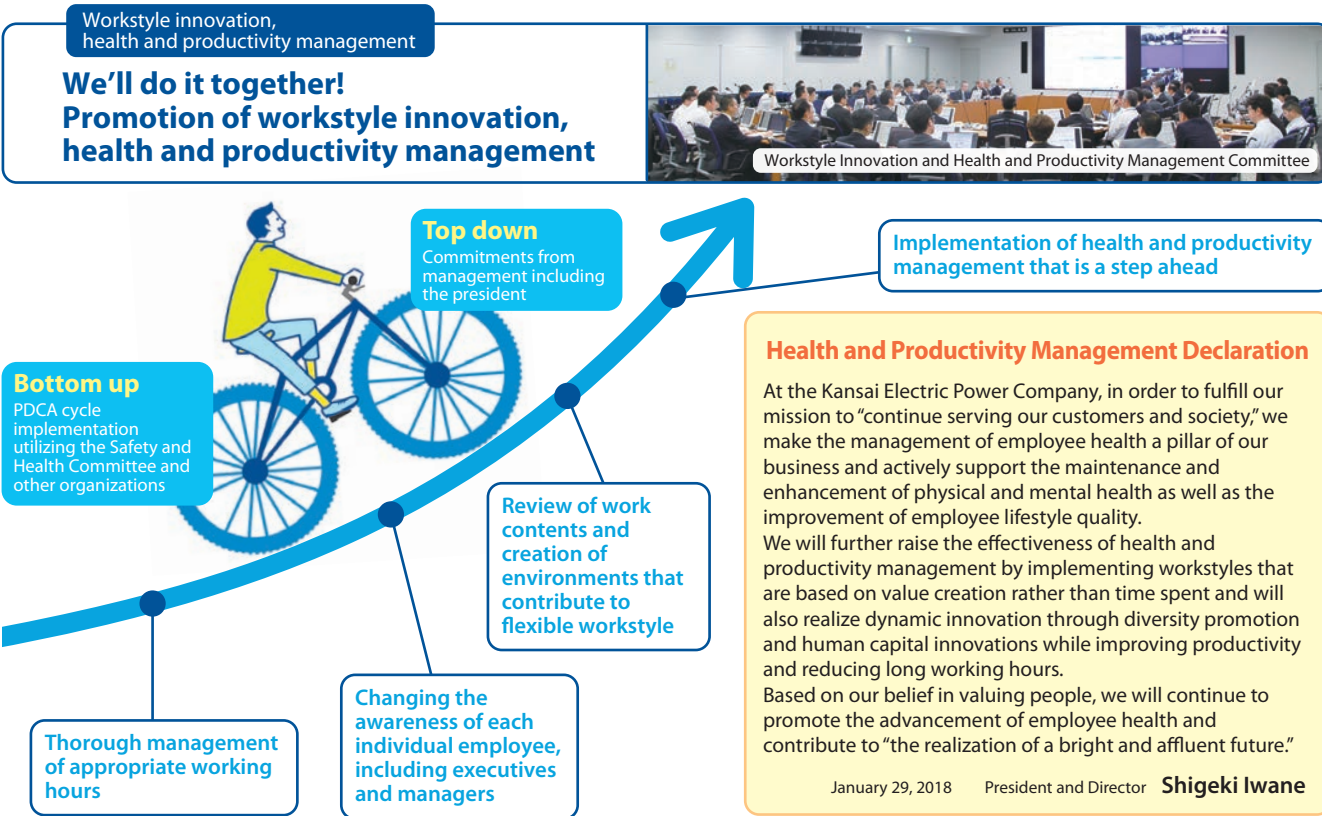 Workstyle innovation,
health and productivity management
We’ll do it together!
Promotion of workstyle innovation,
health and productivity management
Workstyle Innovation and Health and Productivity Management Committee
Top down
Commitments from
management including
the president
Bottom up
PDCA cycle
implementation
utilizing the Safety and
Health Committee and
other organizations
Implementation of health and productivity
management that is a step ahead
Review of work
contents and
creation of
environments that
contribute to
flexible workstyle
Changing the
awareness of each
individual employee,
including executives
and managers
Thorough management
of appropriate working
hours
Health and Productivity Management Declaration
At the Kansai Electric Power Company, in order to fulfill our
mission to “continue serving our customers and society,” we
make the management of employee health a pillar of our
business and actively support the maintenance and
enhancement of physical and mental health as well as the
improvement of employee lifestyle quality.
We will further raise the effectiveness of health and
productivity management by implementing workstyles that
are based on value creation rather than time spent and will
also realize dynamic innovation through diversity promotion
and human capital innovations while improving productivity
and reducing long working hours.
Based on our belief in valuing people, we will continue to
promote the advancement of employee health and
contribute to “the realization of a bright and affluent future.”
January 29, 2018 President and Director Shigeki Iwane